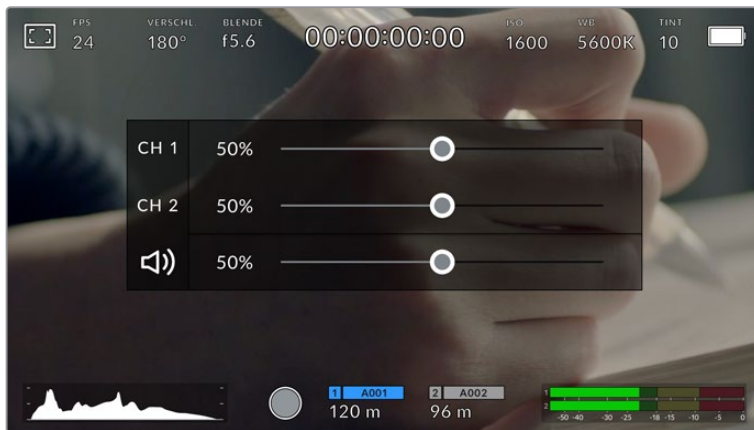 FPS VERSCHL. BLENDE ISO WB TINT
24 180° f5.6 00:00:00:00 1600 5600K 10
CH 1 50%
CH 2 50%
50%
1 A001 2 A002
120 m 96 m
1
2
-50 -40 -30 -25 -18 -15 -10 -5 0